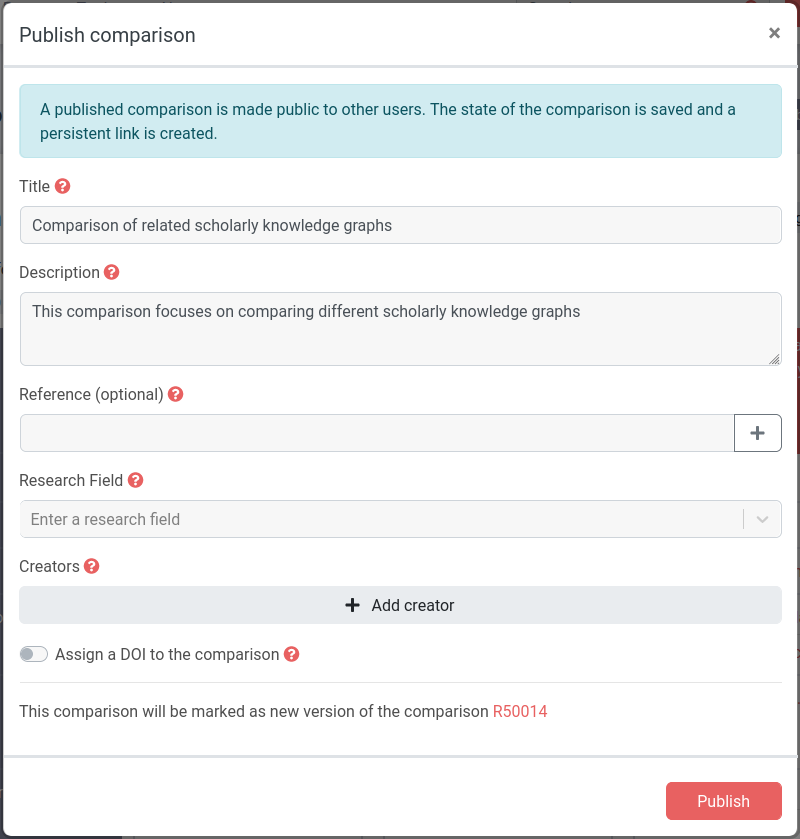 Publish comparison
×
A published comparison is made public to other users. The state of the comparison is saved and a
persistent link is created.
Title ?
Comparison of related scholarly knowledge graphs
Description ?
This comparison focuses on comparing different scholarly knowledge graphs
Reference (optional) ?
+
Research Field ?
Enter a research field
Creators ?
+ Add creator
Assign a DOI to the comparison ?
This comparison will be marked as new version of the comparison R50014
Publish